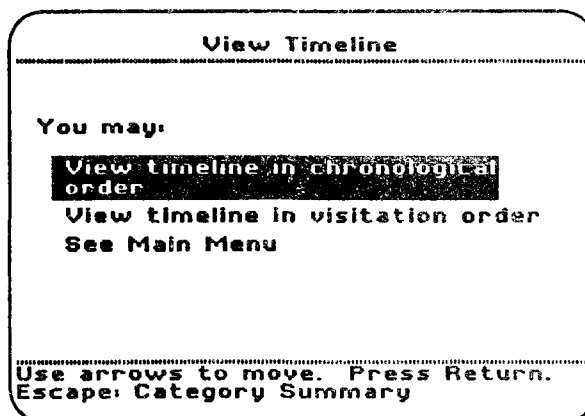 View Timeline
You may:
View timeline in chronological
order
View timeline in visitation order
See Main Menu
Use arrows to move. Press Return.
Escape: Category Summary